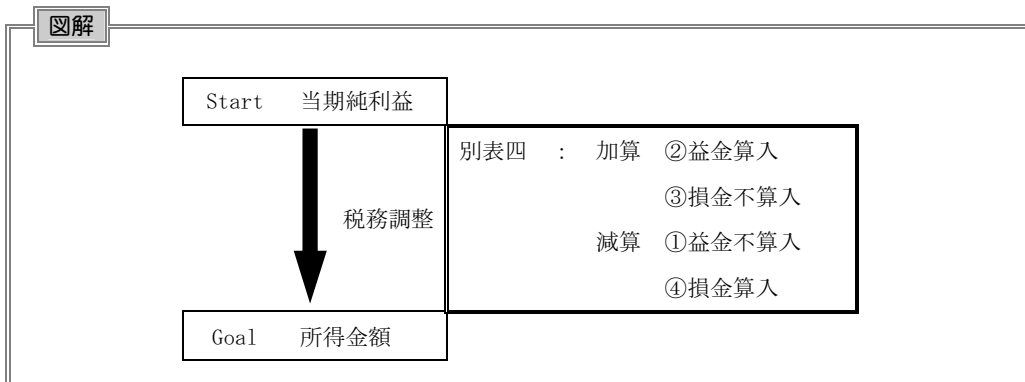 図解
Start 当期純利益
別表四 : 加算 ②益金算入
③損金不算入
税務調整
減算 ①益金不算入
④損金算入
Goal 所得金額